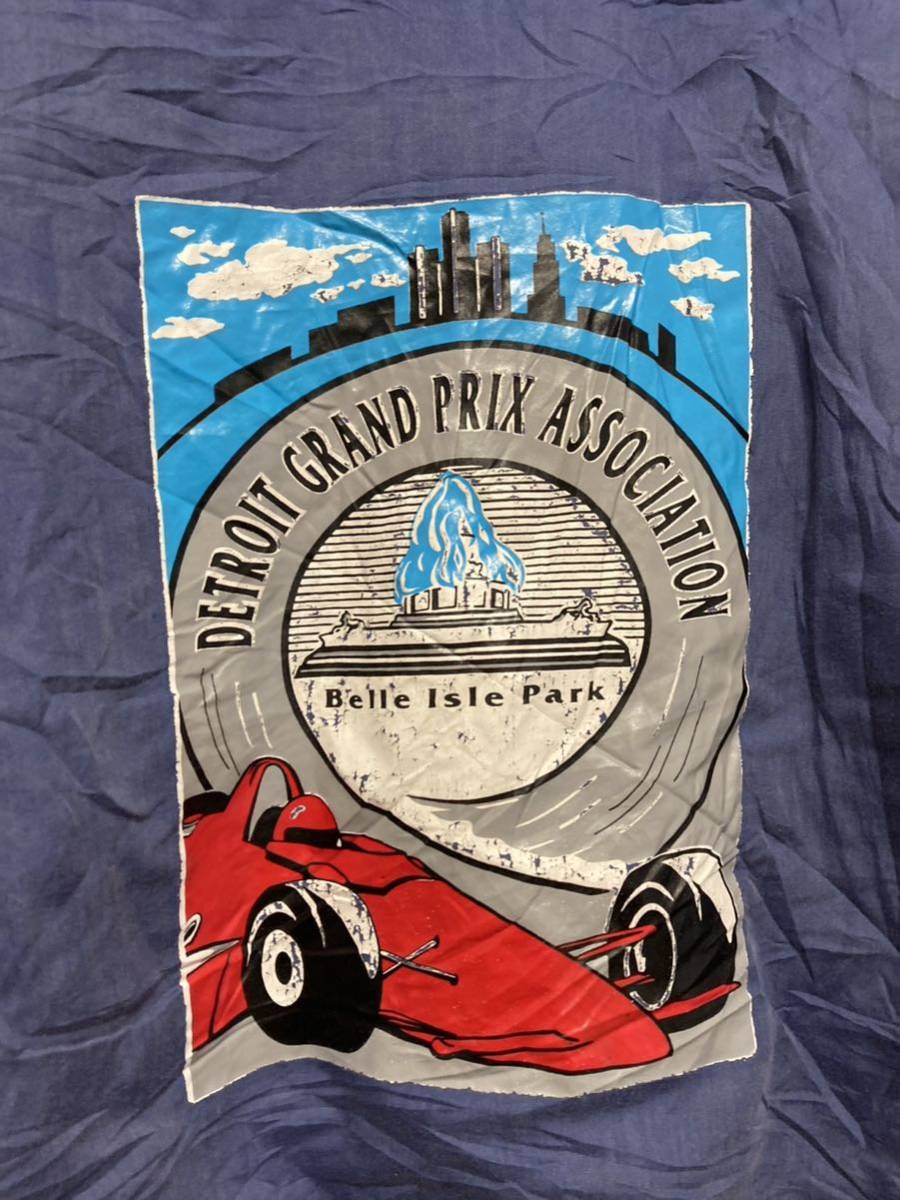 DETROIT GRAND PRIX ASSOCIATION
Belle Isle Park